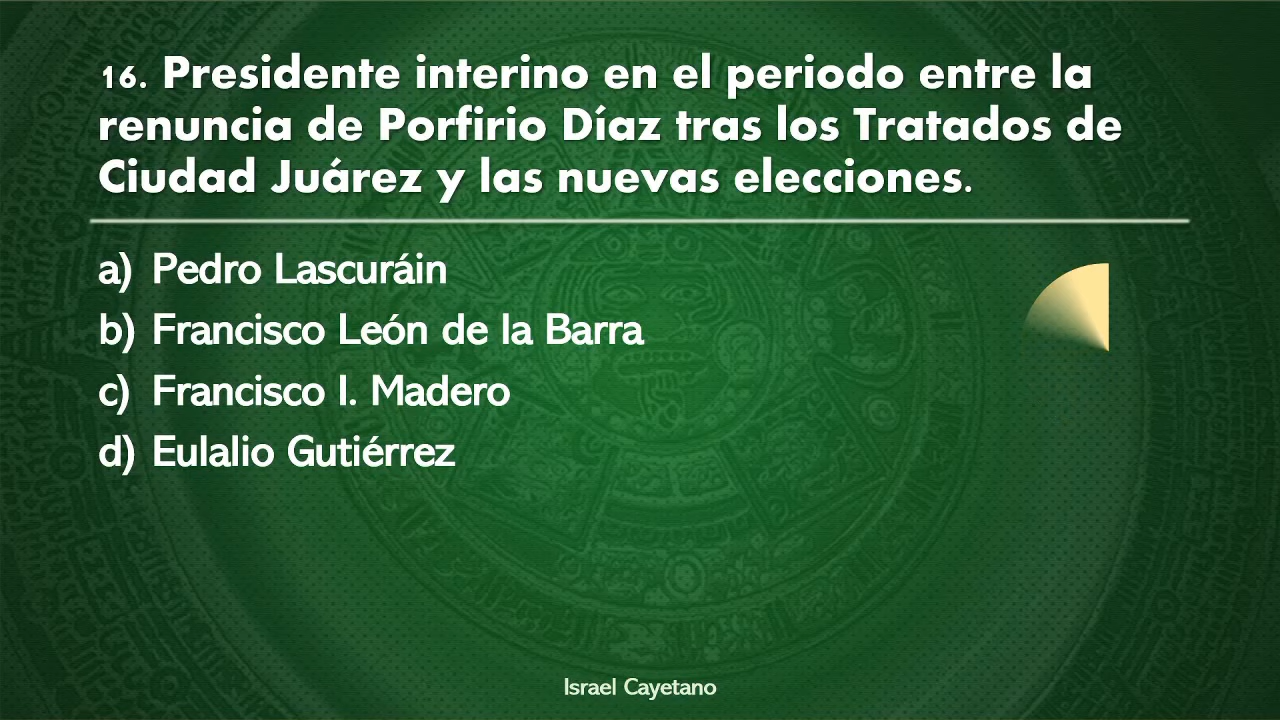 16. Presidente interino en el periodo entre la
renuncia de Porfirio Díaz tras los Tratados de
Ciudad Juárez y las nuevas elecciones.
a) Pedro Lascuráin
b) Francisco León de la Barra
c) Francisco I. Madero
d) Eulalio Gutiérrez
Israel Cayetano